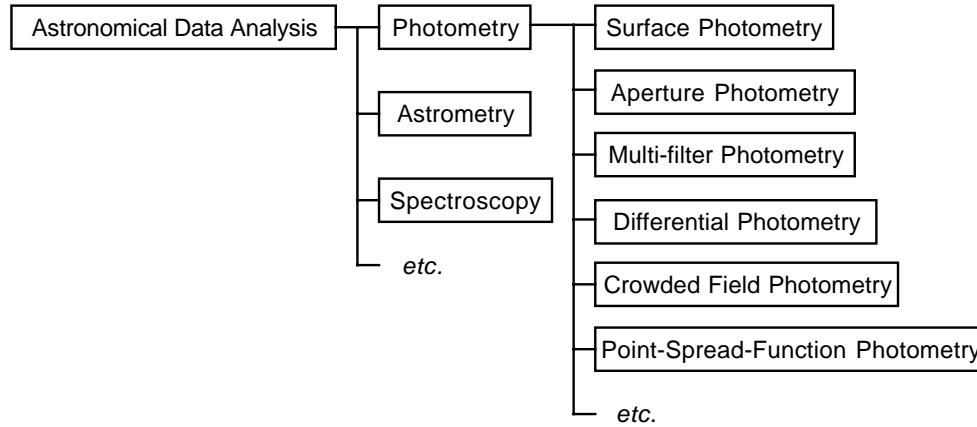 Astronomical Data Analysis
Photometry
Astrometry
Spectroscopy
etc.
Surface Photometry
Aperture Photometry
Multi-filter Photometry
Differential Photometry
Crowded Field Photometry
Point-Spread-Function Photometry
etc.